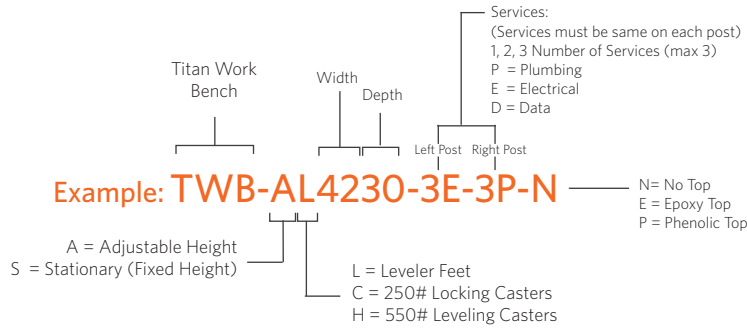 Services:
(Services must be same on each post)
1, 2, 3 Number of Services (max 3)
P = Plumbing
E = Electrical
D = Data
Titan Work
Bench
Width
Depth
Left Post
Right Post
Example: TWB-AL4230-3E-3P-N
N= No Top
E = Epoxy Top
P = Phenolic Top
A = Adjustable Height
S = Stationary (Fixed Height)
L = Leveler Feet
C = 250# Locking Casters
H = 550# Leveling Casters